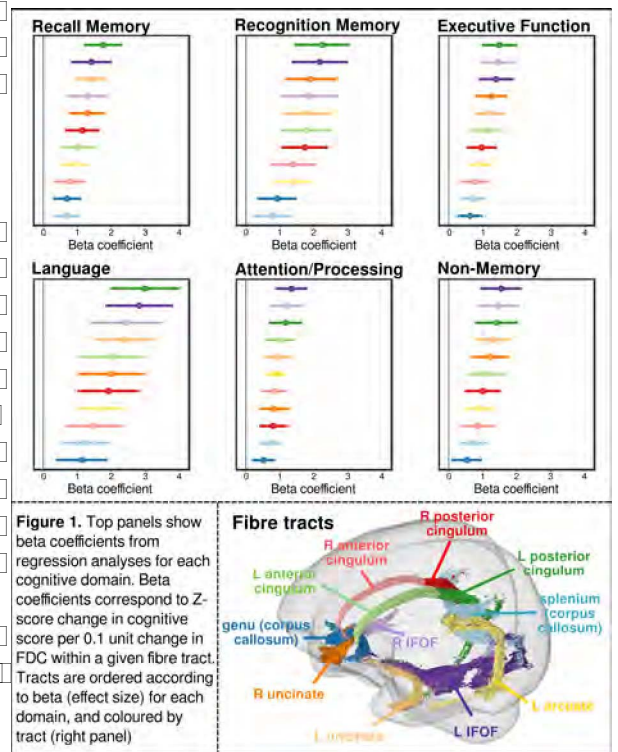 Recall Memory
0 1 2 3 4
Beta coefficient
Recognition Memory
0 1 2 3 4
Beta coefficient
Executive Function
0 1 2 3 4
Beta coefficient
Language
0 1 2 3 4
Beta coefficient
Attention/Processing
0 1 2 3 4
Beta coefficient
Non-Memory
0 1 2 3 4
Beta coefficient
Figure 1. Top panels show
beta coefficients from
regression analyses for each
cognitive domain. Beta
coefficients correspond to Z-
score change in cognitive
score per 0.1 unit change in
FDC within a given fibre tract.
Tracts are ordered according
to beta (effect size) for each
domain, and coloured by
tract (right panel)
Fibre tracts
R posterior
cingulum
R anterior
cingulum
L posterior
cingulum
L anterior
cingulum
splenium
(corpus
callosum)
genu (corpus
callosum)
R IFOF
R uncinate
L arcuate
L uncinate
L IFOF